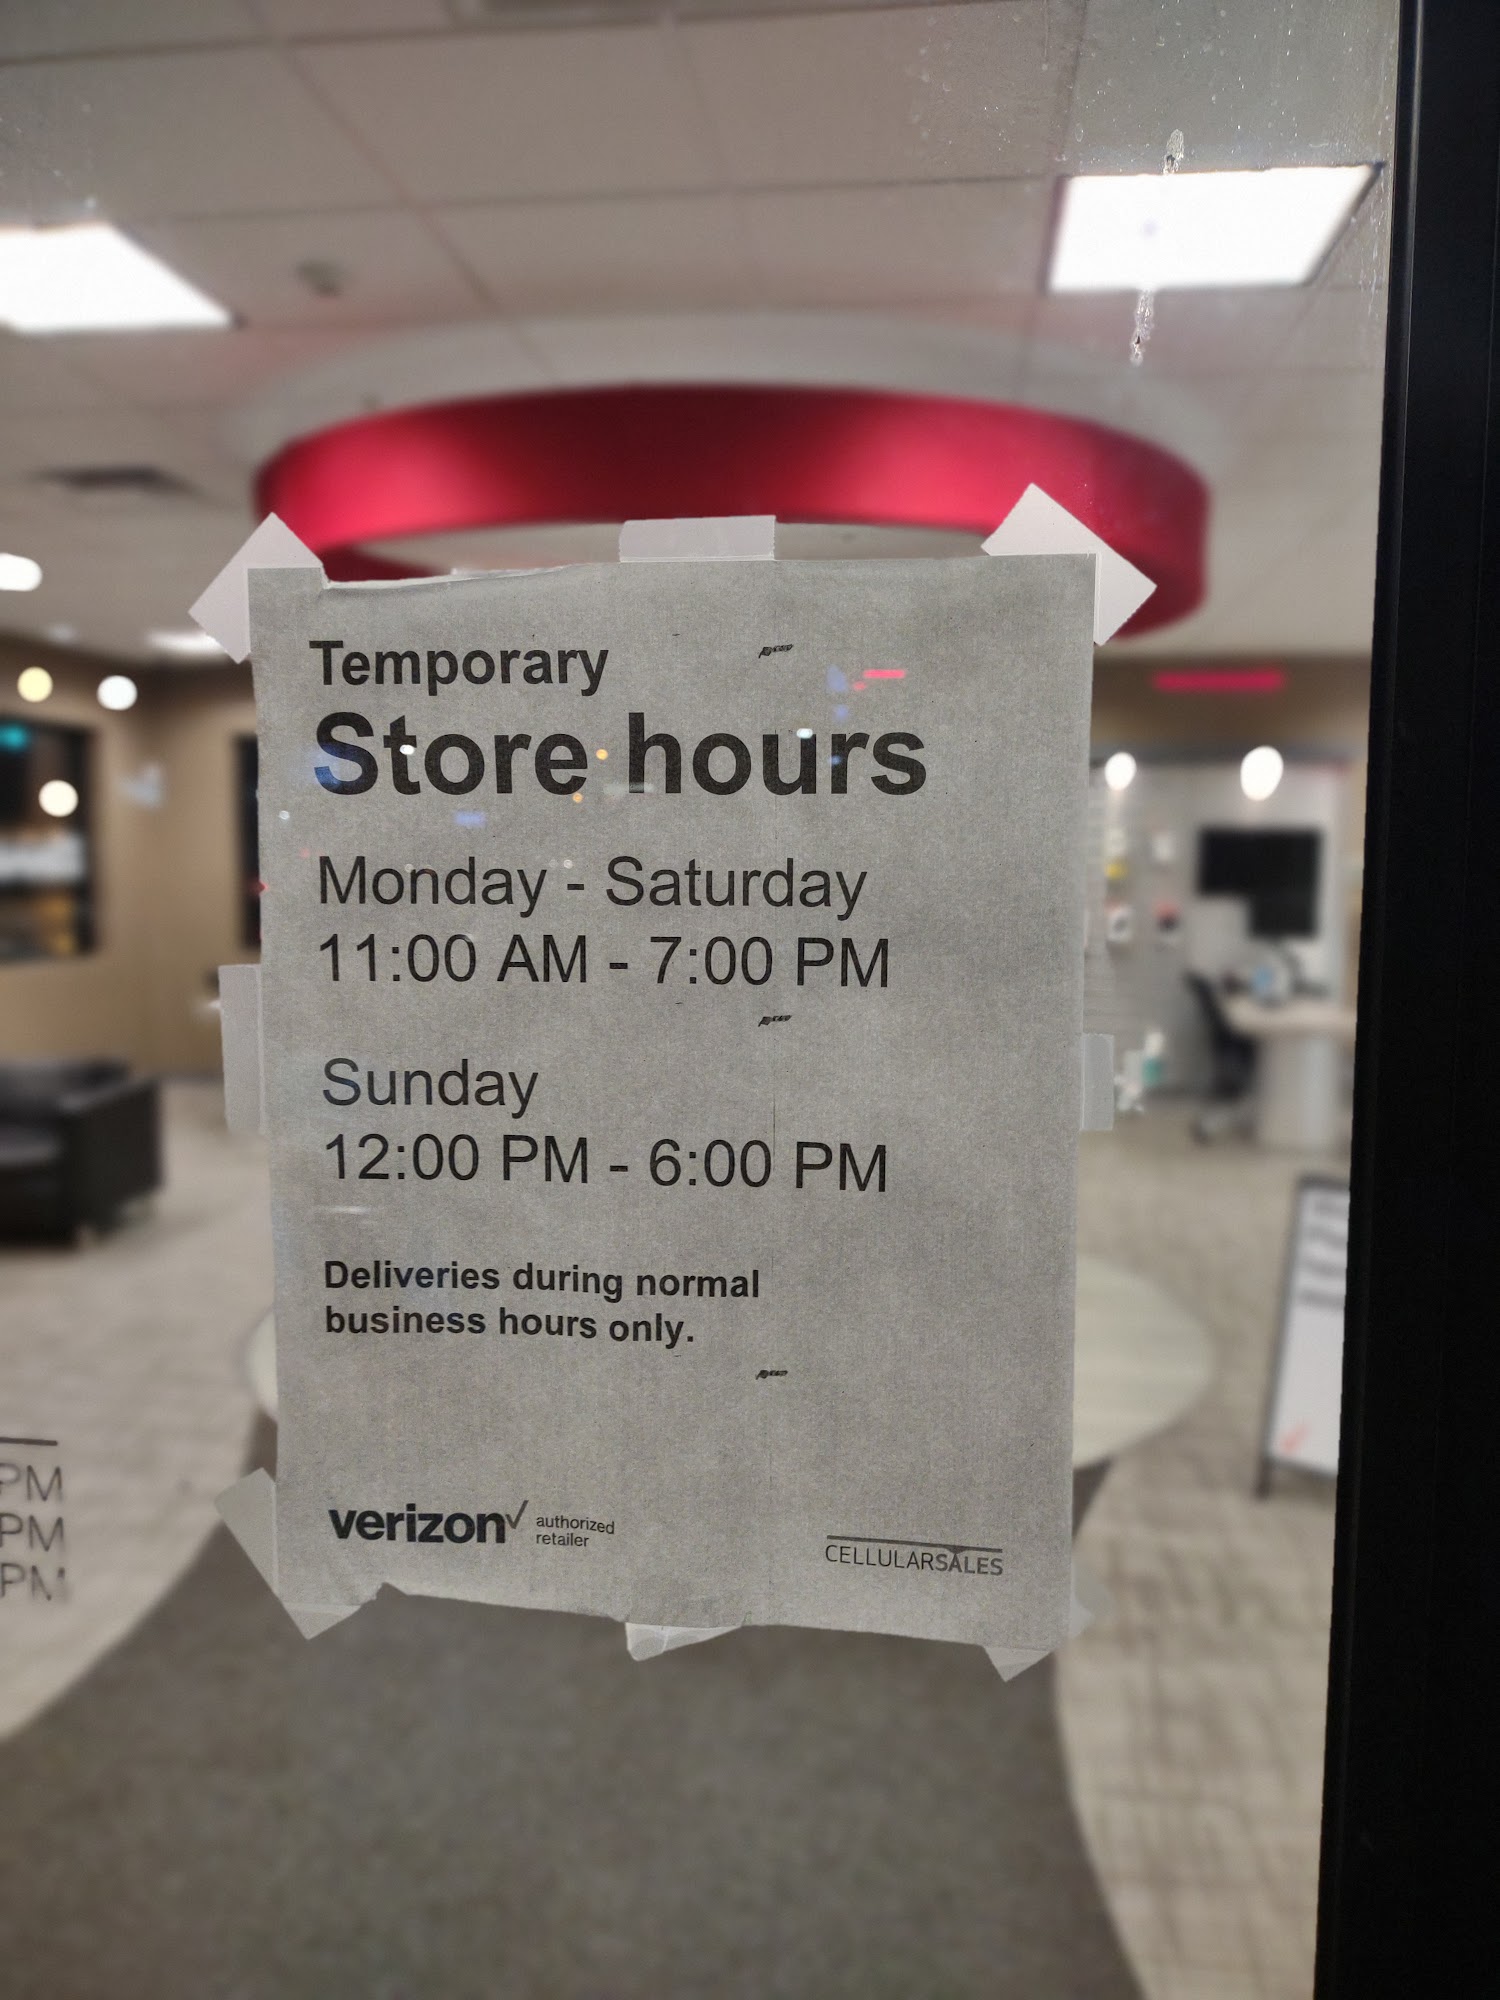 Temporary
Store hours
Monday - Saturday
11:00 AM - 7:00 PM
Sunday
12:00 PM - 6:00 PM
Deliveries during normal
business hours only.
verizon✓ authorized
retailer
CELLULARSALES
PM
PM
PM